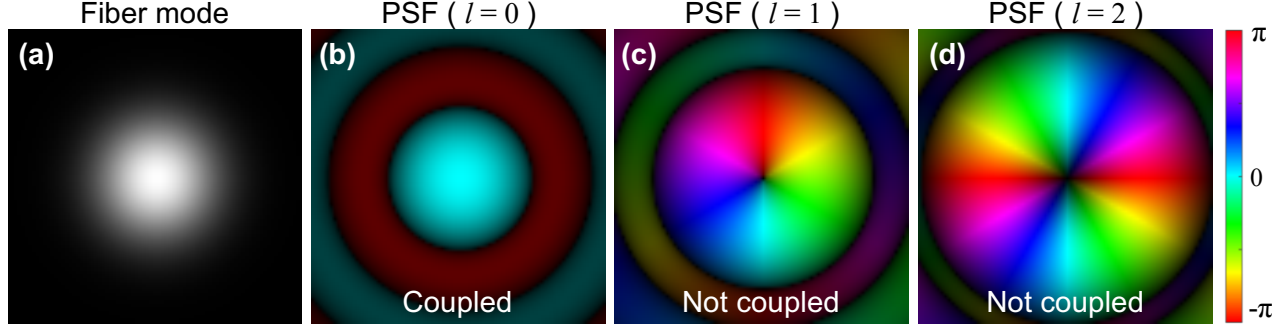 Fiber mode
PSF ( l = 0 )
PSF ( l = 1 )
PSF ( l = 2 )
(a)
(b)
(c)
(d)
π
0
-π
Coupled
Not coupled
Not coupled